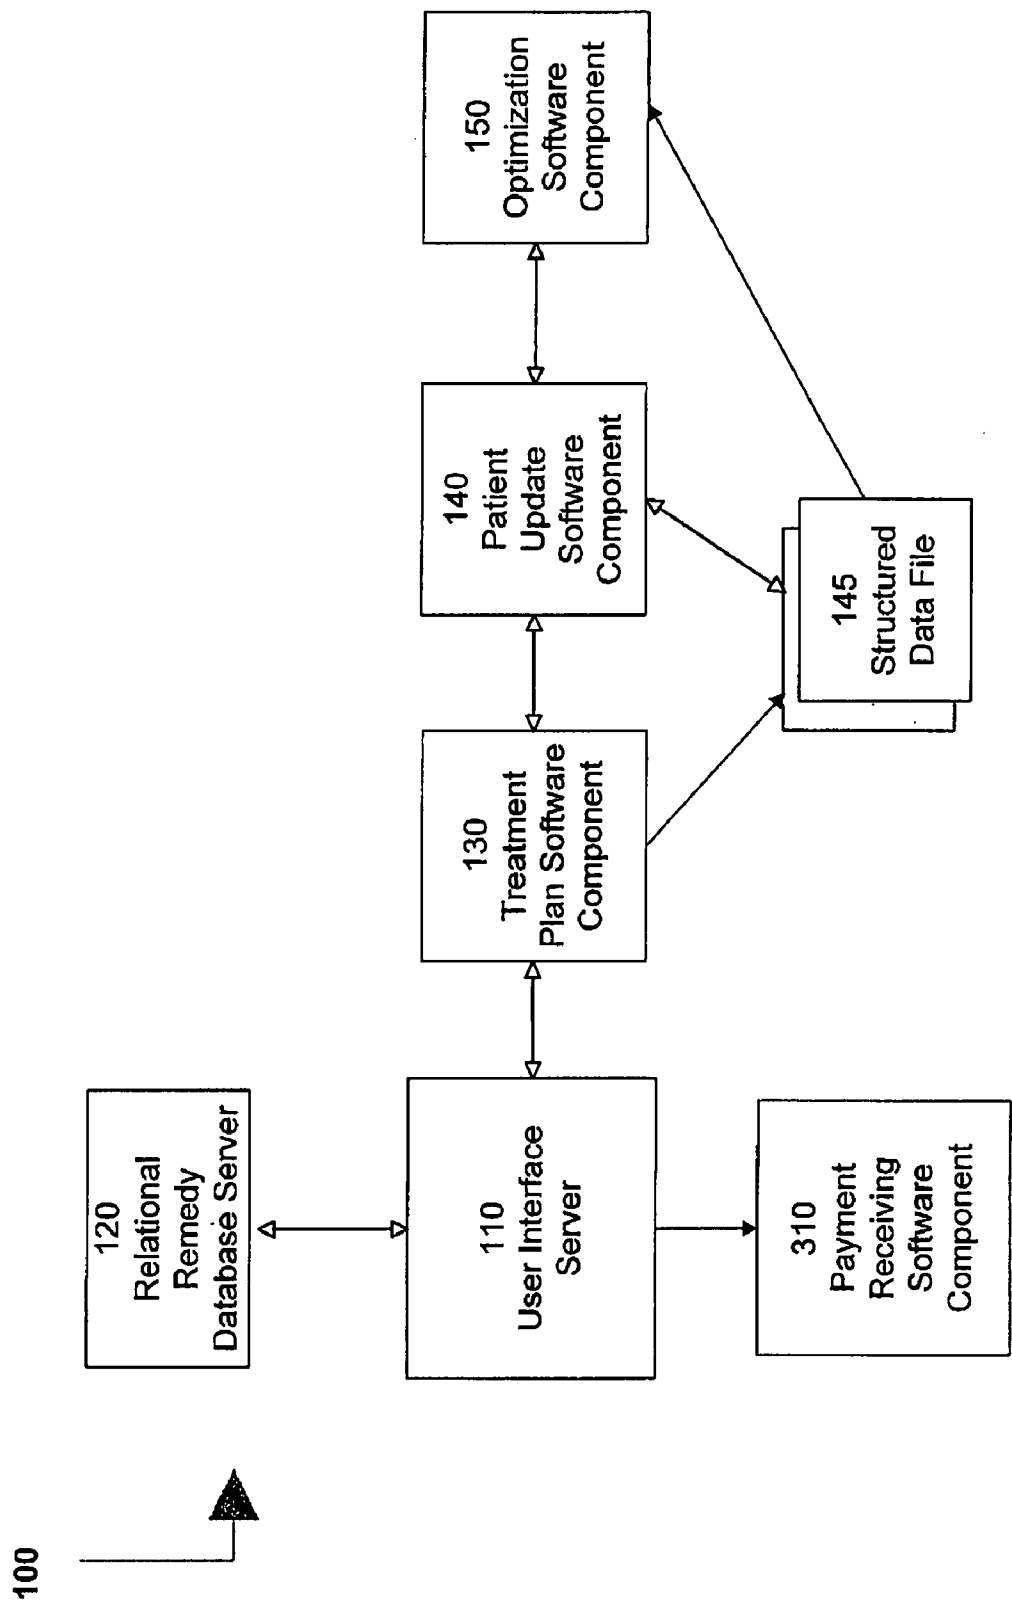 100
120
Relational
Remedy
Database Server
110
User Interface
Server
310
Payment
Receiving
Software
Component
130
Treatment
Plan Software
Component
140
Patient
Update
Software
Component
145
Structured
Data File
150
Optimization
Software
Component